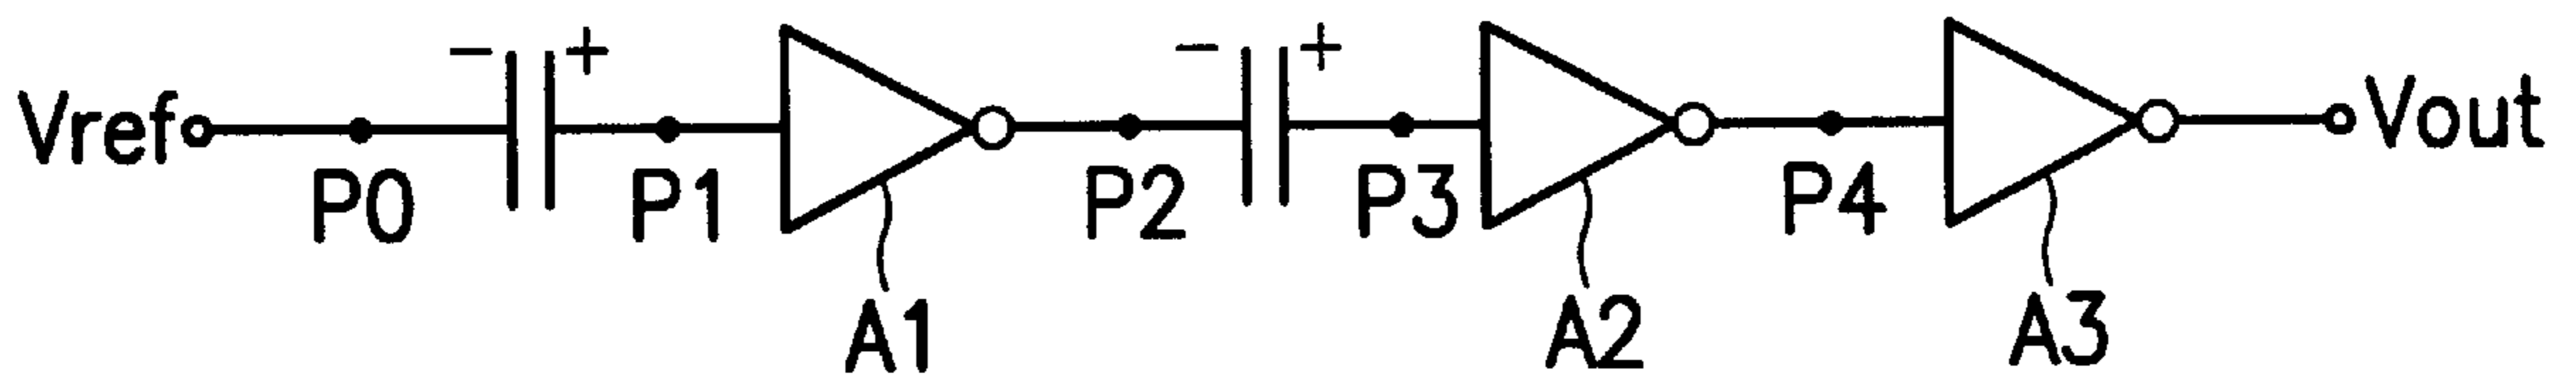 Vref - + - + Vout
P0 P1 P2 P3 P4
A1 A2 A3